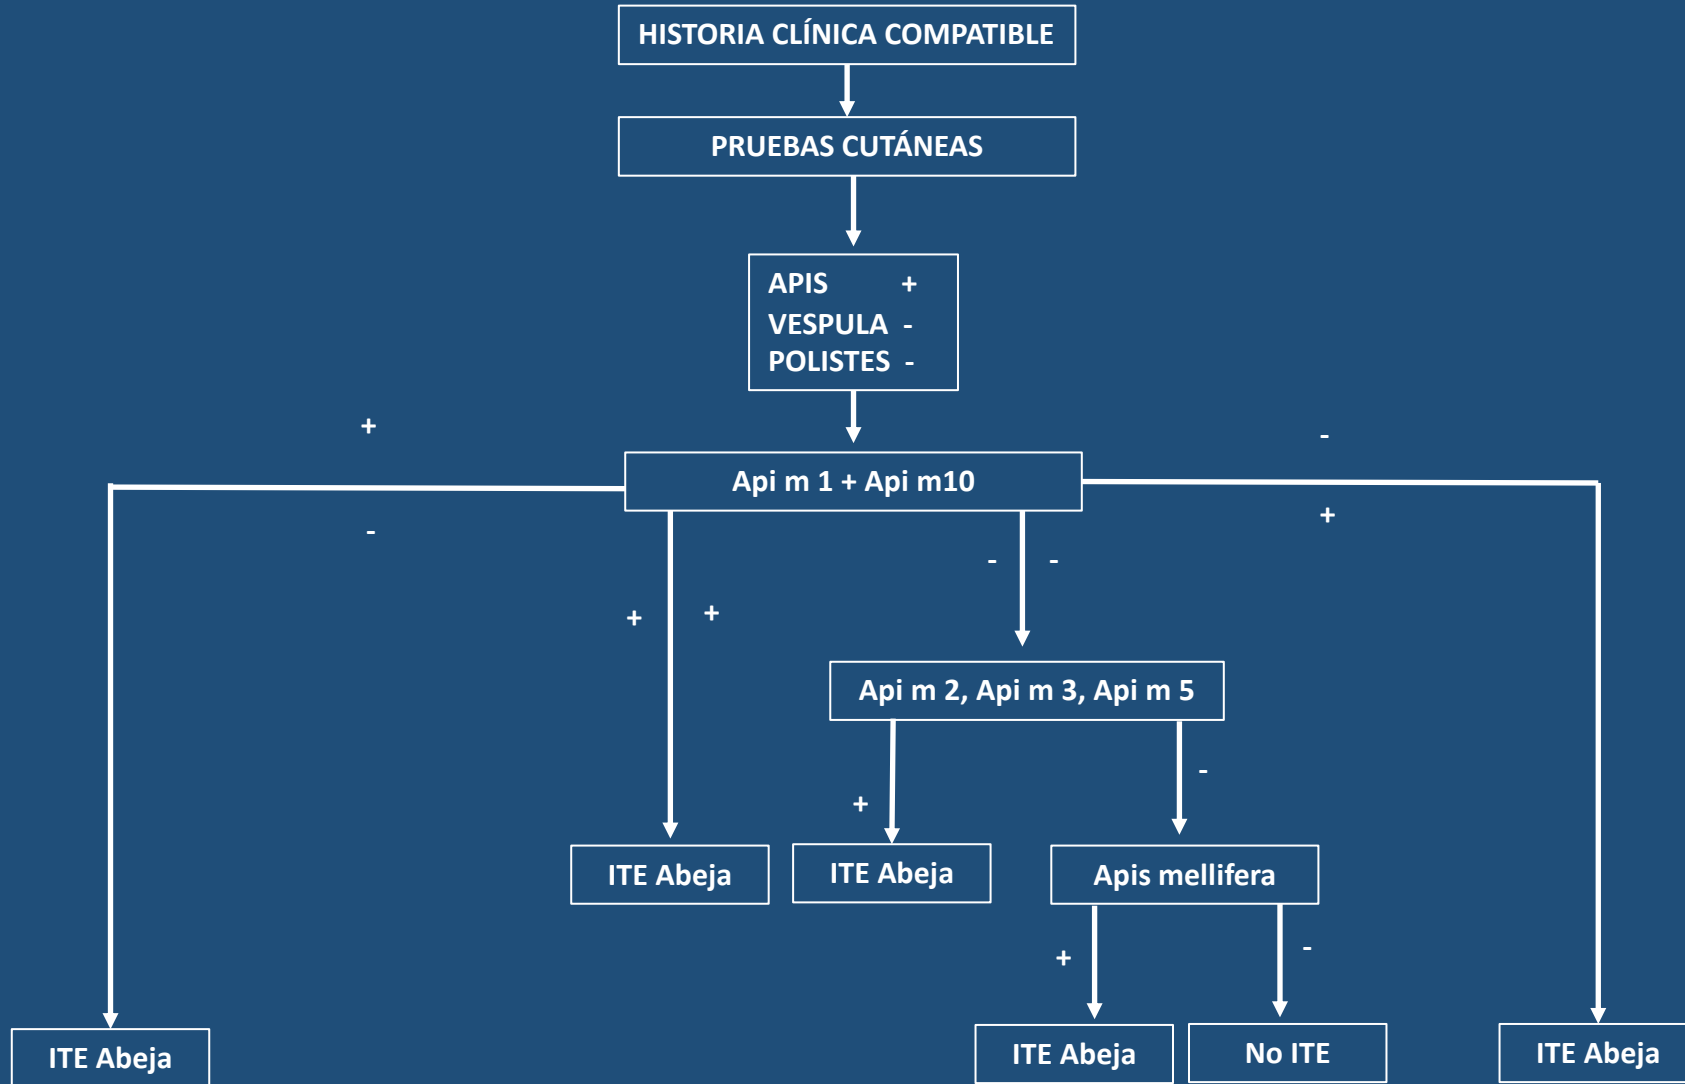 HISTORIA CLÍNICA COMPATIBLE
PRUEBAS CUTÁNEAS
APIS +
VESPULA -
POLISTES -
+
-
Api m 1 + Api m10
-
+
- -
+ +
Api m 2, Api m 3, Api m 5
-
+
ITE Abeja
ITE Abeja
Apis mellifera
+
-
ITE Abeja
ITE Abeja
No ITE
ITE Abeja